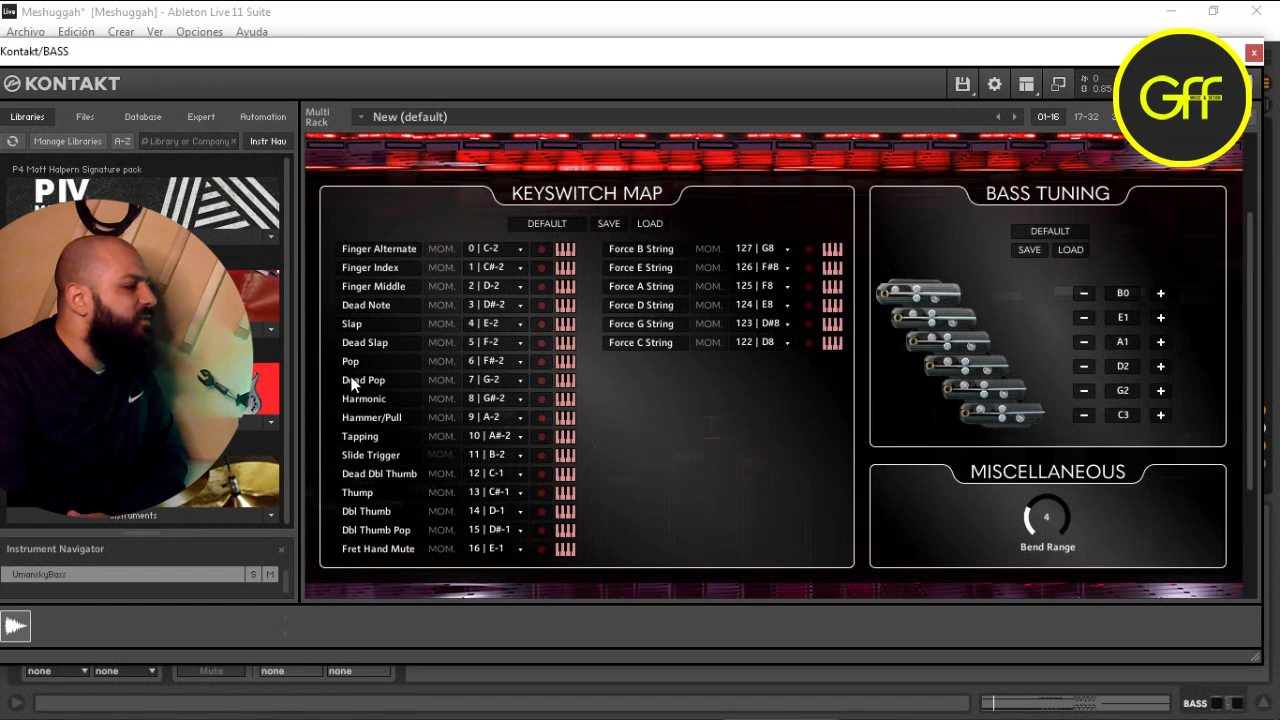 Meshuggah* [Meshuggah] - Ableton Live 11 Suite
Archivo Edición Crear Ver Opciones Ayuda
Kontakt/BASS
KONTAKT
0
0.85
Gff
MUSIC & DESIGN
Libraries Files Database Expert Automation
Manage Libraries A-Z Library or Company Instr Nav
P4 Matt Halpern Signature pack
PIV
Instruments
Instrument Navigator
UmanskyBass S M
Multi
Rack
New (default)
01-16 17-32
KEYSWITCH MAP
DEFAULT SAVE LOAD
Finger Alternate MOM. 0 | C-2
Finger Index MOM. 1 | C#-2
Finger Middle MOM. 2 | D-2
Dead Note MOM. 3 | D#-2
Slap MOM. 4 | E-2
Dead Slap MOM. 5 | F-2
Pop MOM. 6 | F#-2
Dead Pop MOM. 7 | G-2
Harmonic MOM. 8 | G#-2
Hammer/Pull MOM. 9 | A-2
Tapping MOM. 10 | A#-2
Slide Trigger MOM. 11 | B-2
Dead Dbl Thumb MOM. 12 | C-1
Thump MOM. 13 | C#-1
Dbl Thumb MOM. 14 | D-1
Dbl Thumb Pop MOM. 15 | D#-1
Fret Hand Mute MOM. 16 | E-1
Force B String MOM. 127 | G8
Force E String MOM. 126 | F#8
Force A String MOM. 125 | F8
Force D String MOM. 124 | E8
Force G String MOM. 123 | D#8
Force C String MOM. 122 | D8
BASS TUNING
DEFAULT
SAVE LOAD
− B0 +
− E1 +
− A1 +
− D2 +
− G2 +
− C3 +
MISCELLANEOUS
4
Bend Range
none none Mute none none
BASS